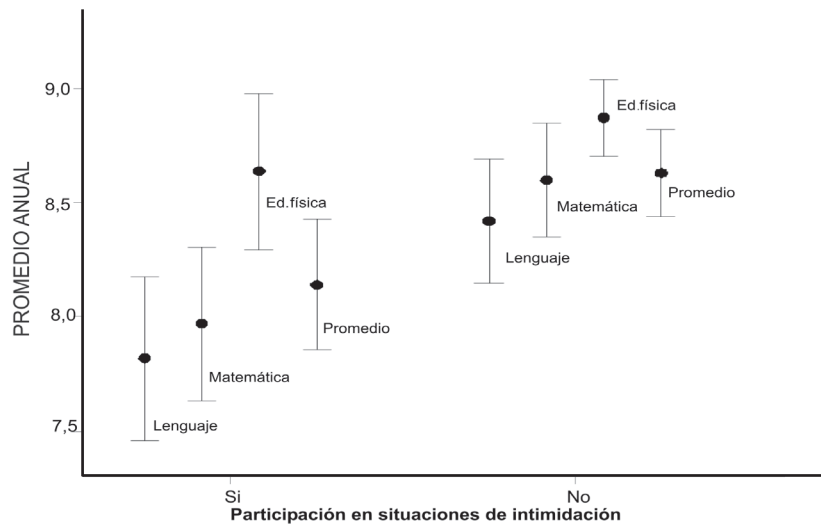 PROMEDIO ANUAL
9,0
8,5
8,0
7,5
Ed.física
Promedio
Matemática
Lenguaje
Ed.física
Promedio
Matemática
Lenguaje
Si
No
Participación en situaciones de intimidación